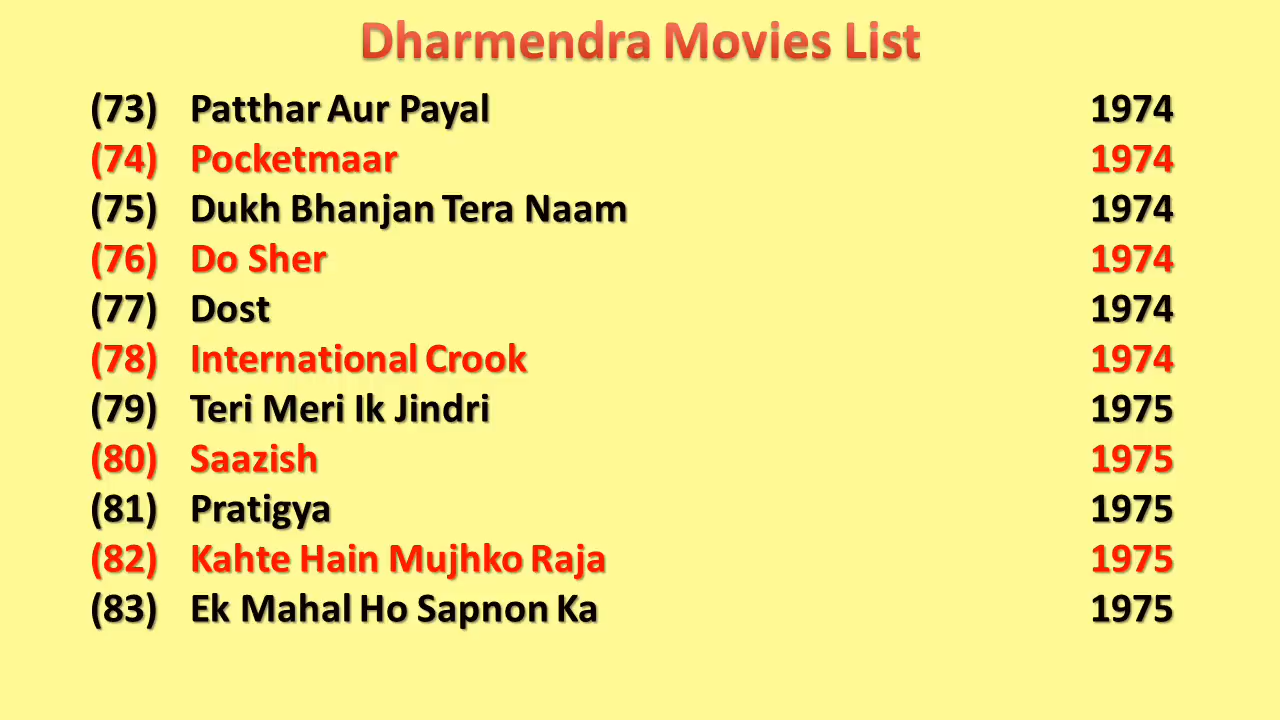 Dharmendra Movies List
(73) Patthar Aur Payal 1974
(74) Pocketmaar 1974
(75) Dukh Bhanjan Tera Naam 1974
(76) Do Sher 1974
(77) Dost 1974
(78) International Crook 1974
(79) Teri Meri Ik Jindri 1975
(80) Saazish 1975
(81) Pratigya 1975
(82) Kahte Hain Mujhko Raja 1975
(83) Ek Mahal Ho Sapnon Ka 1975